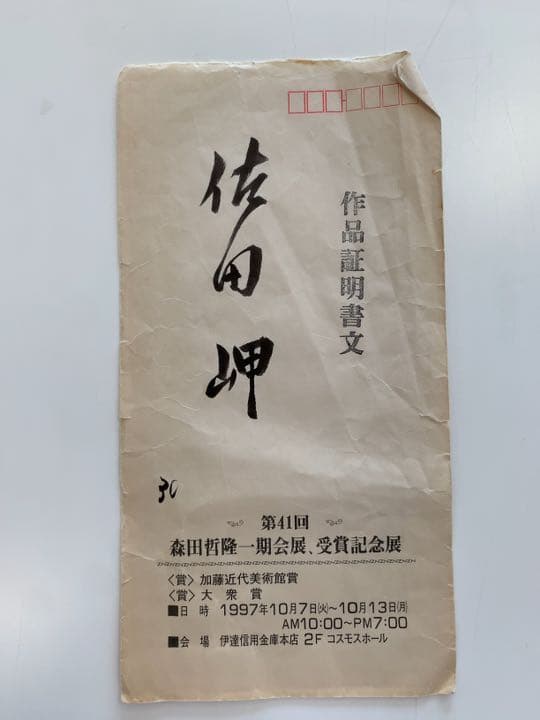 作品証明書文
佐田岬
30
第41回
森田哲隆一期会展、受賞記念展
〈賞〉加藤近代美術館賞
〈賞〉大衆賞
■日時 1997年10月7日(火)〜10月13日(月)
AM10:00〜PM7:00
■会場 伊達信用金庫本店 2F コスモスホール